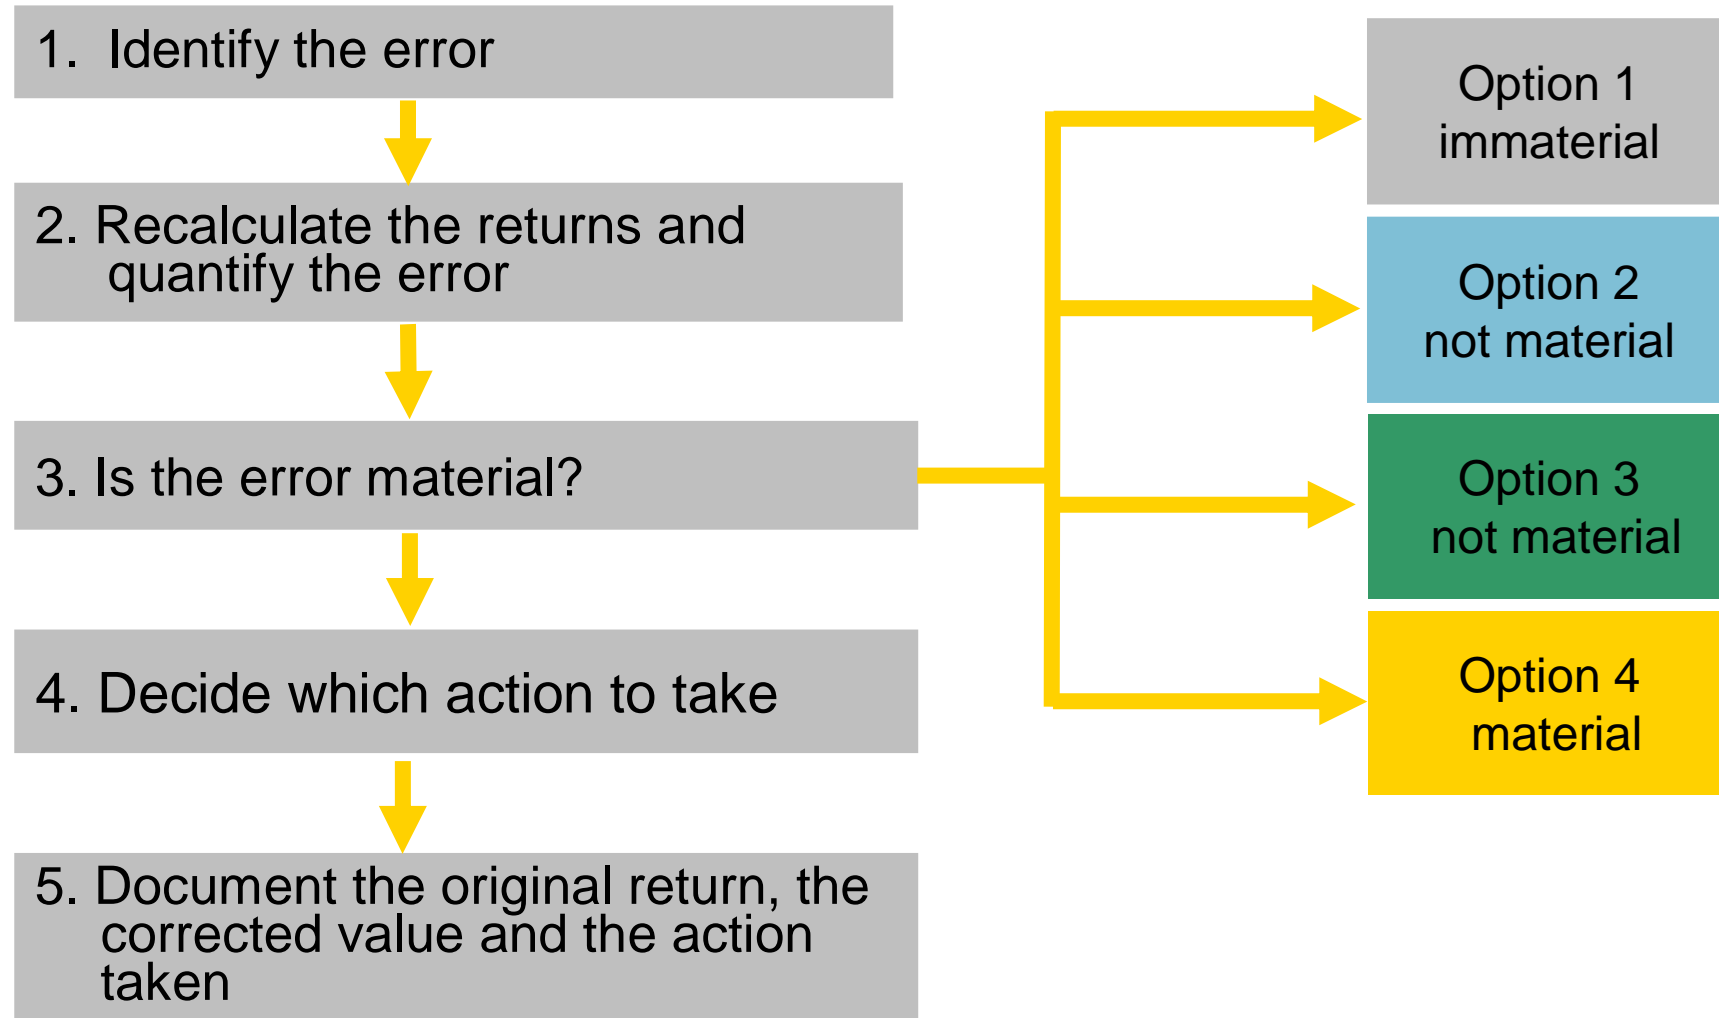 1. Identify the error
2. Recalculate the returns and
quantify the error
3. Is the error material?
4. Decide which action to take
5. Document the original return, the
corrected value and the action
taken
Option 1
immaterial
Option 2
not material
Option 3
not material
Option 4
material